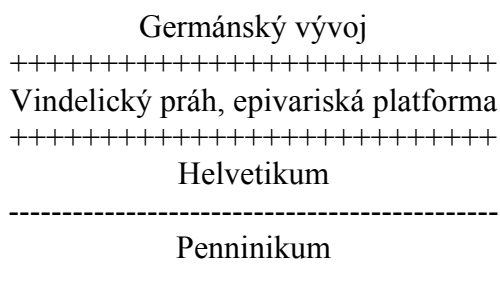 Germánský vývoj
+++++++++++++++++++++++++++
Vindelický práh, epivariská platforma
+++++++++++++++++++++++++++
Helvetikum
-----------------------------------------------
Penninikum